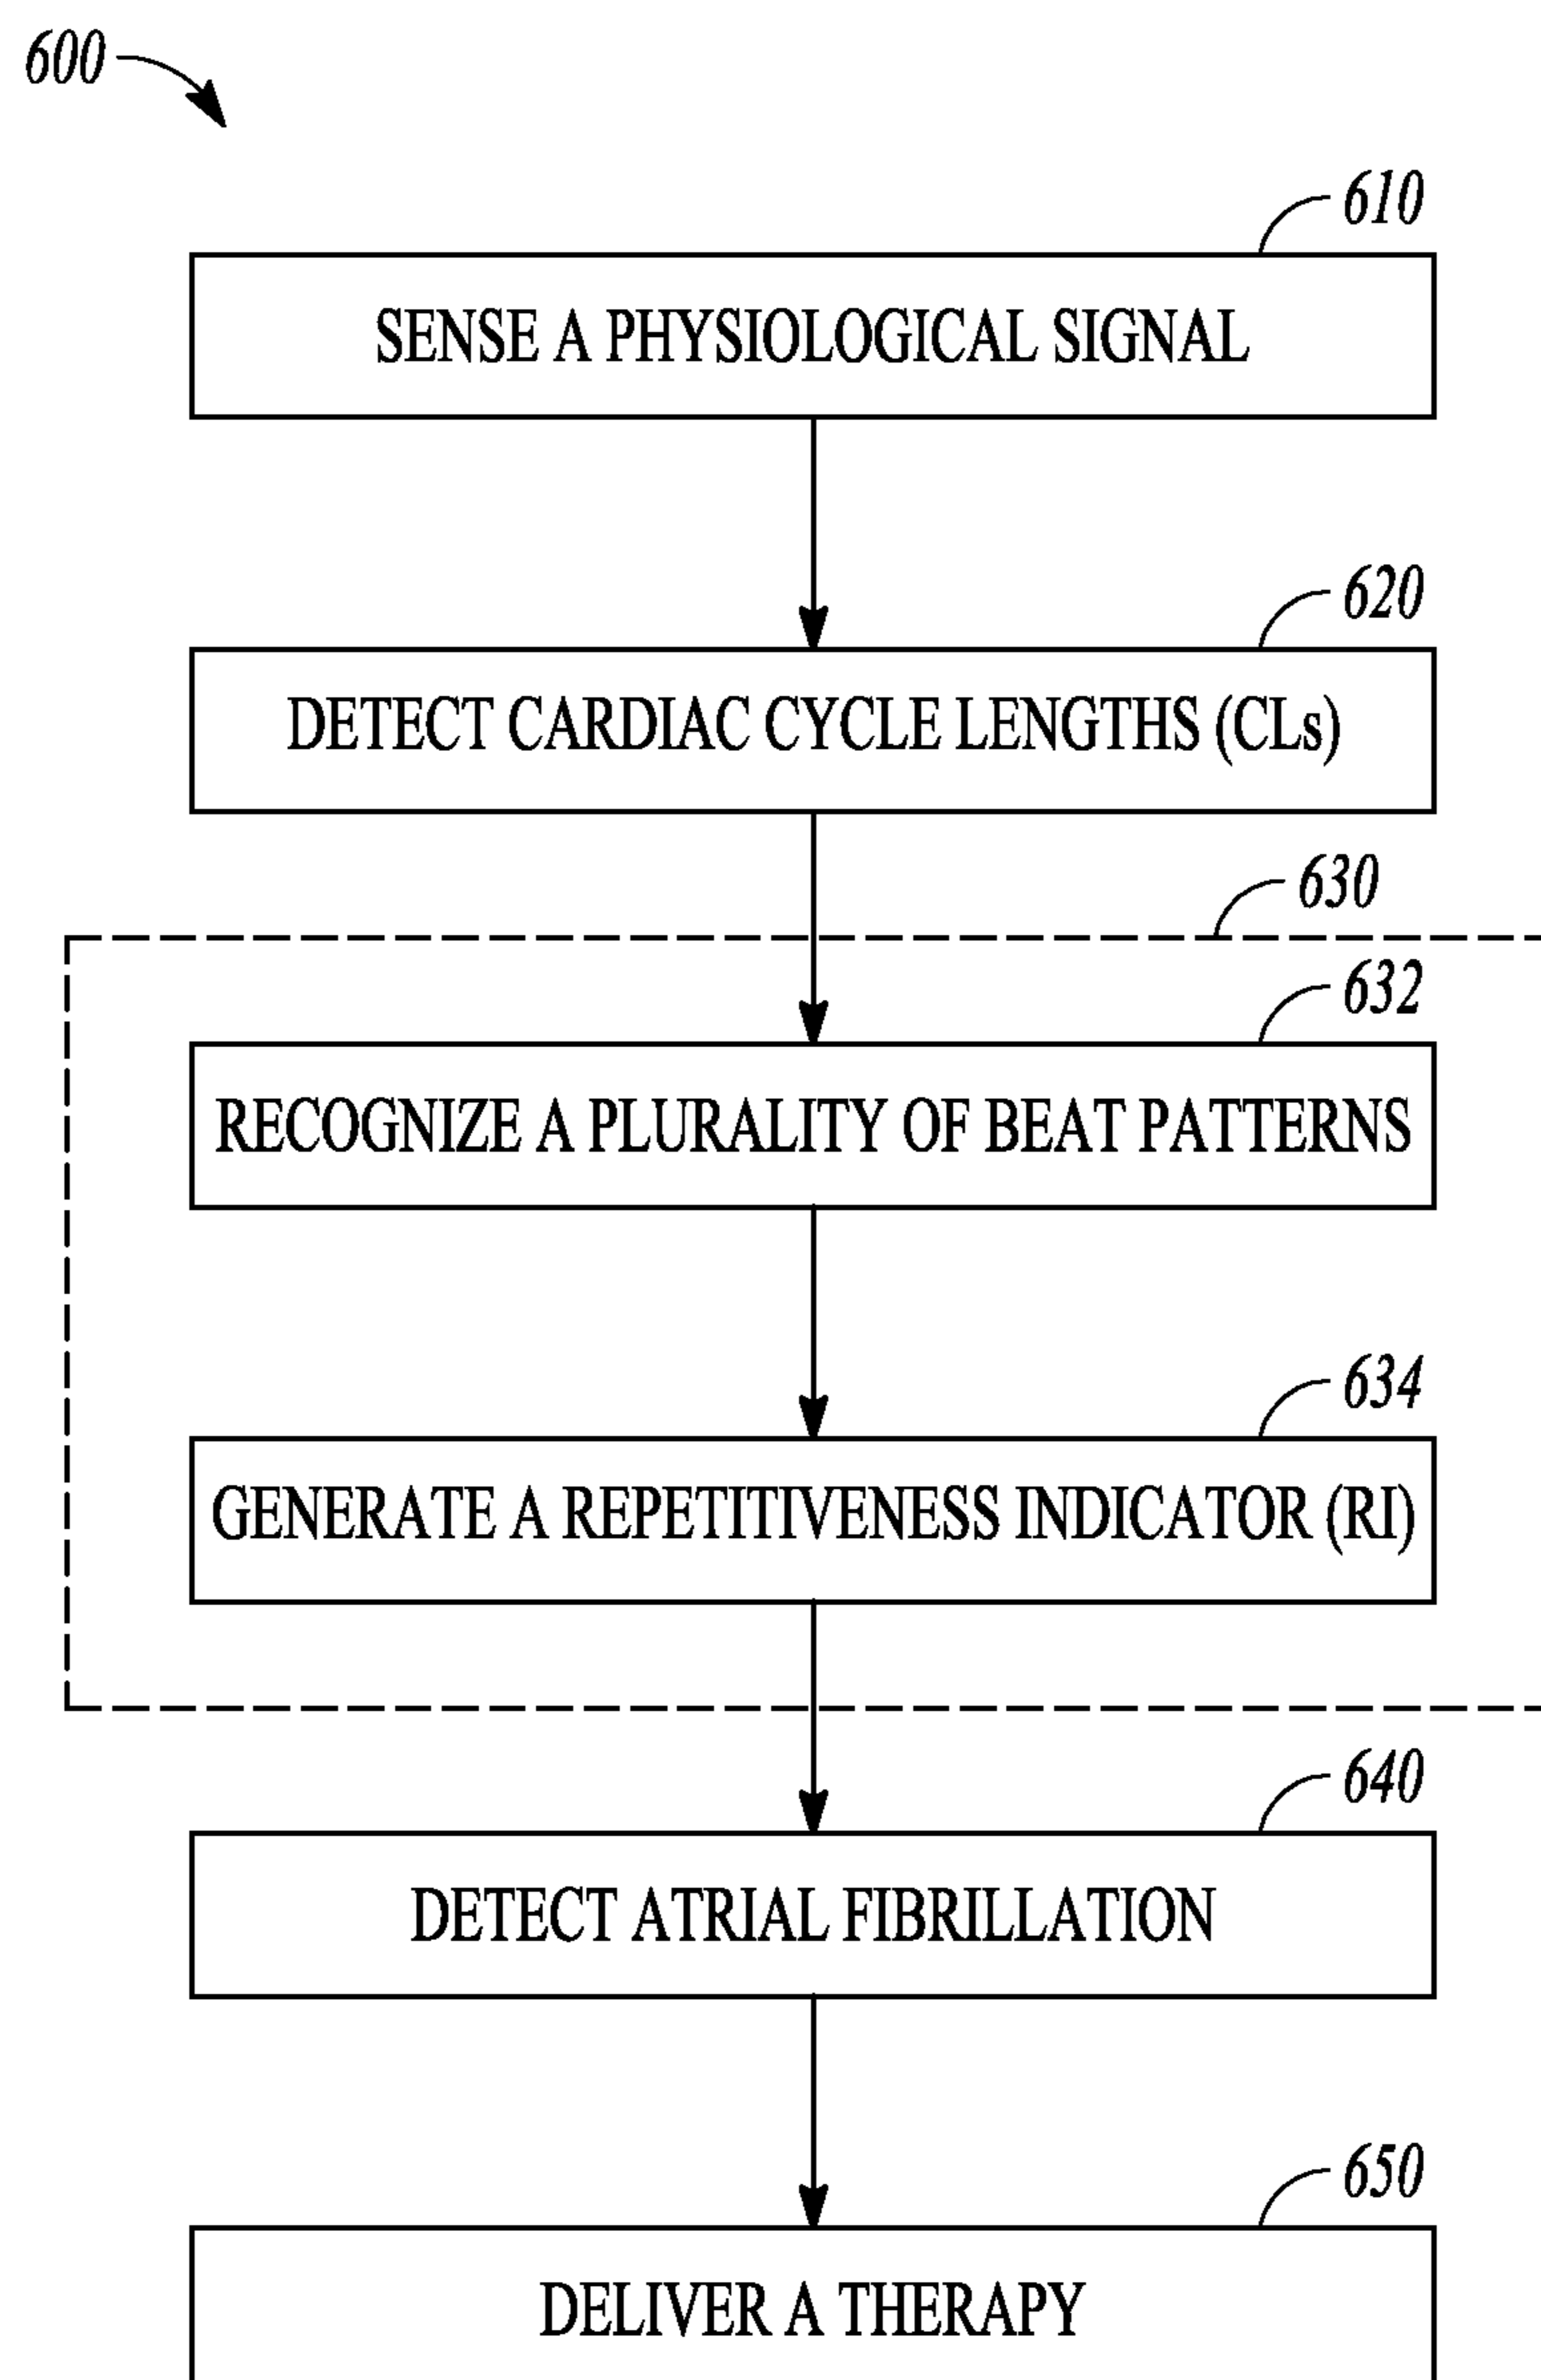 600
610
SENSE A PHYSIOLOGICAL SIGNAL
620
DETECT CARDIAC CYCLE LENGTHS (CLs)
630
632
RECOGNIZE A PLURALITY OF BEAT PATTERNS
634
GENERATE A REPETITIVENESS INDICATOR (RI)
640
DETECT ATRIAL FIBRILLATION
650
DELIVER A THERAPY